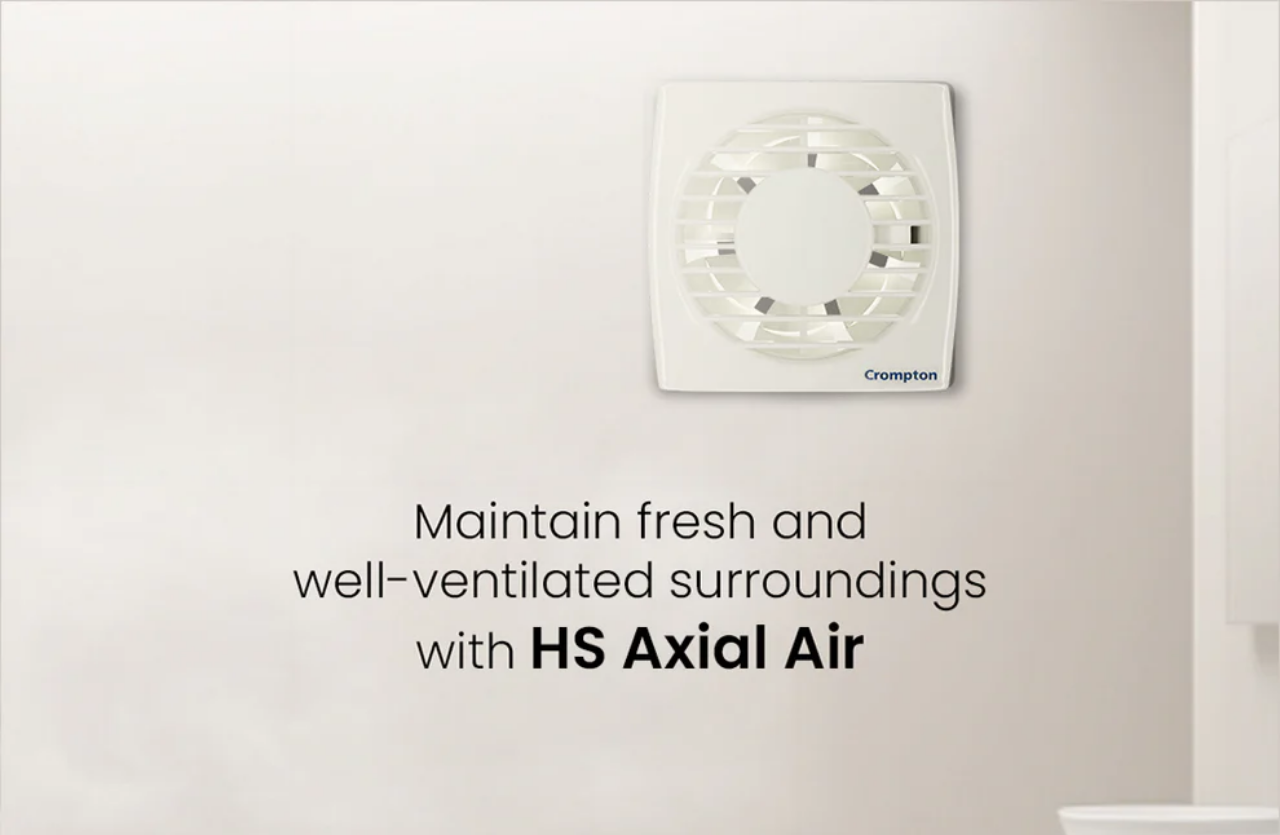 Crompton
Maintain fresh and
well-ventilated surroundings
with HS Axial Air